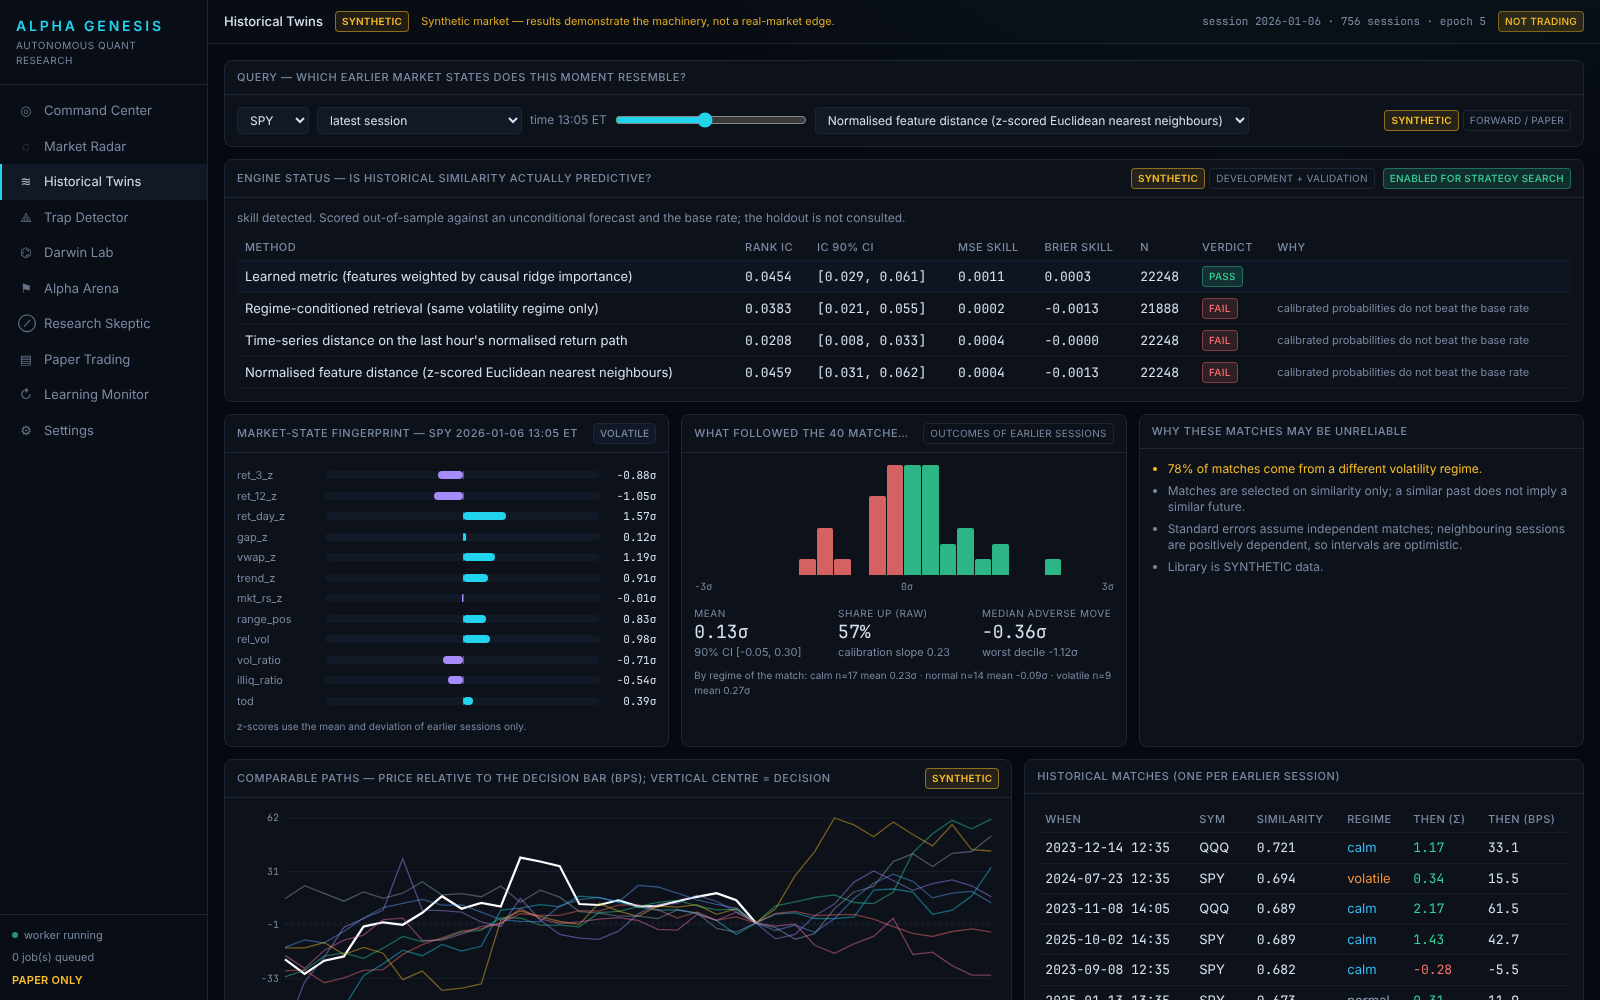 ALPHA GENESIS
AUTONOMOUS QUANT
RESEARCH
Command Center
Market Radar
Historical Twins
Trap Detector
Darwin Lab
Alpha Arena
Research Skeptic
Paper Trading
Learning Monitor
Settings
worker running
0 job(s) queued
PAPER ONLY
Historical Twins SYNTHETIC Synthetic market — results demonstrate the machinery, not a real-market edge. session 2026-01-06 · 756 sessions · epoch 5 NOT TRADING
QUERY — WHICH EARLIER MARKET STATES DOES THIS MOMENT RESEMBLE?
SPY latest session time 13:05 ET Normalised feature distance (z-scored Euclidean nearest neighbours) SYNTHETIC FORWARD / PAPER
ENGINE STATUS — IS HISTORICAL SIMILARITY ACTUALLY PREDICTIVE? SYNTHETIC DEVELOPMENT + VALIDATION ENABLED FOR STRATEGY SEARCH
skill detected. Scored out-of-sample against an unconditional forecast and the base rate; the holdout is not consulted.
METHOD RANK IC IC 90% CI MSE SKILL BRIER SKILL N VERDICT WHY
Learned metric (features weighted by causal ridge importance) 0.0454 [0.029, 0.061] 0.0011 0.0003 22248 PASS
Regime-conditioned retrieval (same volatility regime only) 0.0383 [0.021, 0.055] 0.0002 -0.0013 21888 FAIL calibrated probabilities do not beat the base rate
Time-series distance on the last hour's normalised return path 0.0208 [0.008, 0.033] 0.0004 -0.0000 22248 FAIL calibrated probabilities do not beat the base rate
Normalised feature distance (z-scored Euclidean nearest neighbours) 0.0459 [0.031, 0.062] 0.0004 -0.0013 22248 FAIL calibrated probabilities do not beat the base rate
MARKET-STATE FINGERPRINT — SPY 2026-01-06 13:05 ET VOLATILE
ret_3_z -0.88σ
ret_12_z -1.05σ
ret_day_z 1.57σ
gap_z 0.12σ
vwap_z 1.19σ
trend_z 0.91σ
mkt_rs_z -0.01σ
range_pos 0.83σ
rel_vol 0.98σ
vol_ratio -0.71σ
illiq_ratio -0.54σ
tod 0.39σ
z-scores use the mean and deviation of earlier sessions only.
WHAT FOLLOWED THE 40 MATCHE... OUTCOMES OF EARLIER SESSIONS
-3σ 0σ 3σ
MEAN SHARE UP (RAW) MEDIAN ADVERSE MOVE
0.13σ 57% -0.36σ
90% CI [-0.05, 0.30] calibration slope 0.23 worst decile -1.12σ
By regime of the match: calm n=17 mean 0.23σ · normal n=14 mean -0.09σ · volatile n=9
mean 0.27σ
WHY THESE MATCHES MAY BE UNRELIABLE
• 78% of matches come from a different volatility regime.
• Matches are selected on similarity only; a similar past does not imply a
similar future.
• Standard errors assume independent matches; neighbouring sessions
are positively dependent, so intervals are optimistic.
• Library is SYNTHETIC data.
COMPARABLE PATHS — PRICE RELATIVE TO THE DECISION BAR (BPS); VERTICAL CENTRE = DECISION SYNTHETIC
62
31
-1
-33
HISTORICAL MATCHES (ONE PER EARLIER SESSION)
WHEN SYM SIMILARITY REGIME THEN (Σ) THEN (BPS)
2023-12-14 12:35 QQQ 0.721 calm 1.17 33.1
2024-07-23 12:35 SPY 0.694 volatile 0.34 15.5
2023-11-08 14:05 QQQ 0.689 calm 2.17 61.5
2025-10-02 14:35 SPY 0.689 calm 1.43 42.7
2023-09-08 12:35 SPY 0.682 calm -0.28 -5.5